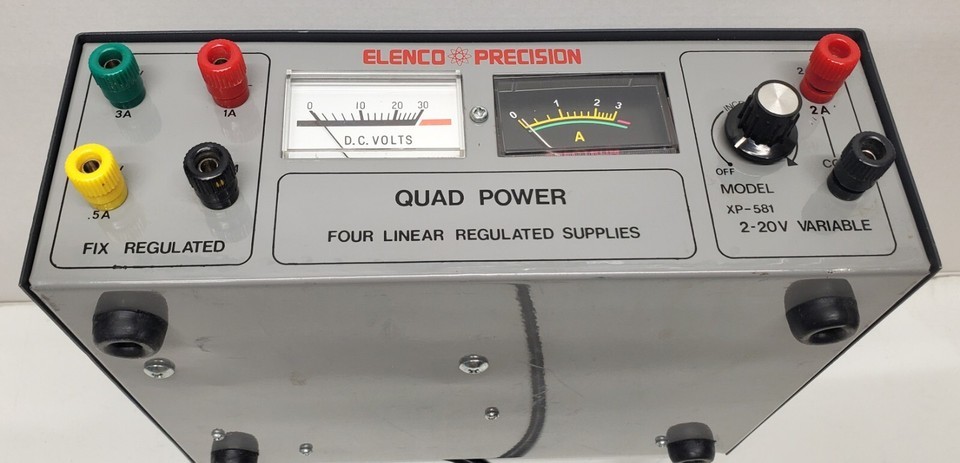 ELENCO PRECISION
3A
1A
.5A
FIX REGULATED
0 10 20 30
D.C. VOLTS
0 1 2 3
A
QUAD POWER
FOUR LINEAR REGULATED SUPPLIES
2A
OFF
MODEL
XP-581
2-20V VARIABLE